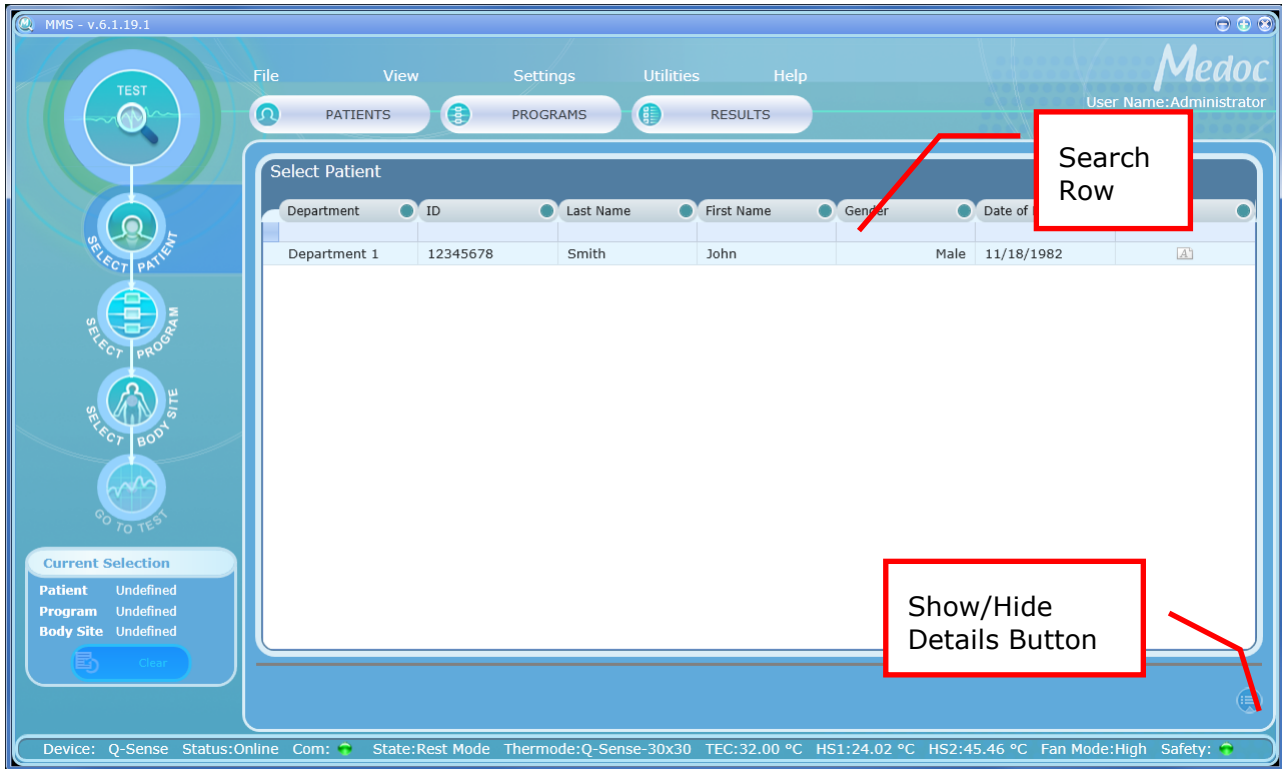 MMS - v.6.1.19.1
Medoc
File View Settings Utilities Help
User Name:Administrator
PATIENTS PROGRAMS RESULTS
TEST
SELECT PATIENT
SELECT PROGRAM
SELECT BODY SITE
GO TO TEST
Select Patient
Search
Row
Department ID Last Name First Name Gender Date of
Department 1 12345678 Smith John Male 11/18/1982 A
Show/Hide
Details Button
Current Selection
Patient Undefined
Program Undefined
Body Site Undefined
Clear
Device: Q-Sense Status:Online Com: State:Rest Mode Thermode:Q-Sense-30x30 TEC:32.00 °C HS1:24.02 °C HS2:45.46 °C Fan Mode:High Safety: